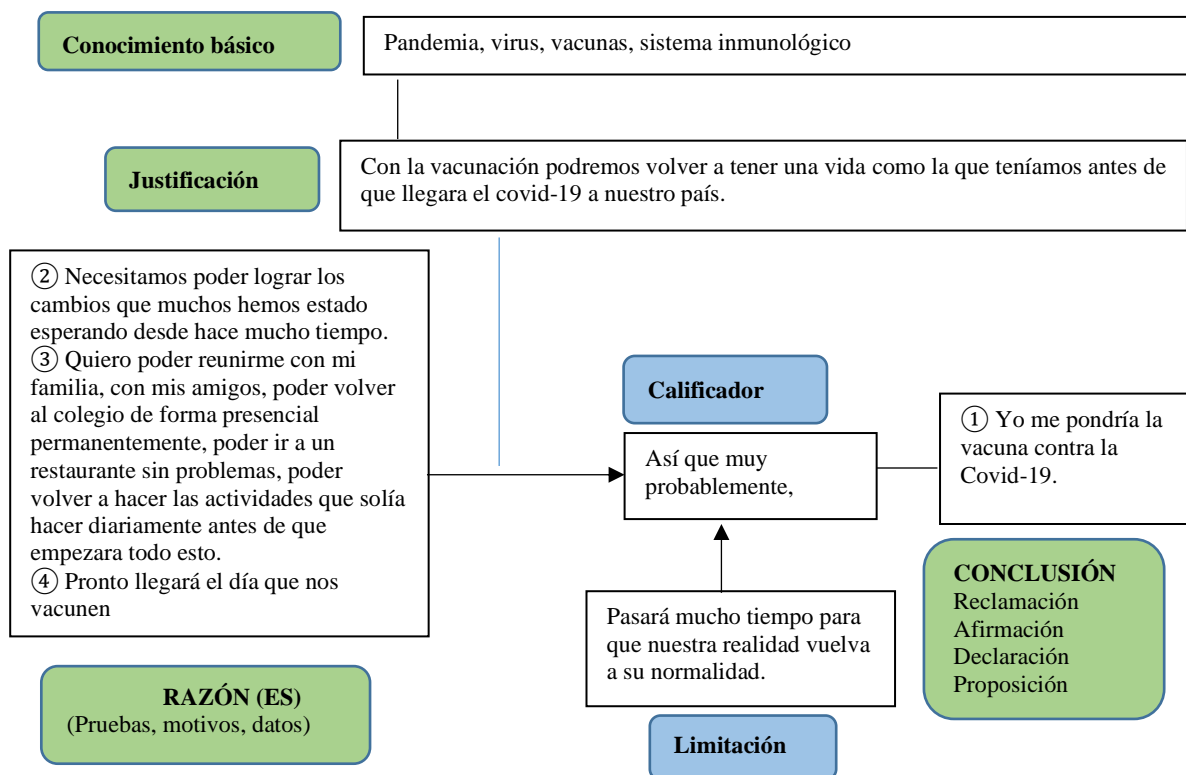 Conocimiento básico
Pandemia, virus, vacunas, sistema inmunológico
Justificación
Con la vacunación podremos volver a tener una vida como la que teníamos antes de
que llegara el covid-19 a nuestro país.
② Necesitamos poder lograr los
cambios que muchos hemos estado
esperando desde hace mucho tiempo.
③ Quiero poder reunirme con mi
familia, con mis amigos, poder volver
al colegio de forma presencial
permanentemente, poder ir a un
restaurante sin problemas, poder
volver a hacer las actividades que solía
hacer diariamente antes de que
empezara todo esto.
④ Pronto llegará el día que nos
vacunen
RAZÓN (ES)
(Pruebas, motivos, datos)
Calificador
Así que muy
probablemente,
Pasará mucho tiempo para
que nuestra realidad vuelva
a su normalidad.
Limitación
① Yo me pondría la
vacuna contra la
Covid-19.
CONCLUSIÓN
Reclamación
Afirmación
Declaración
Proposición